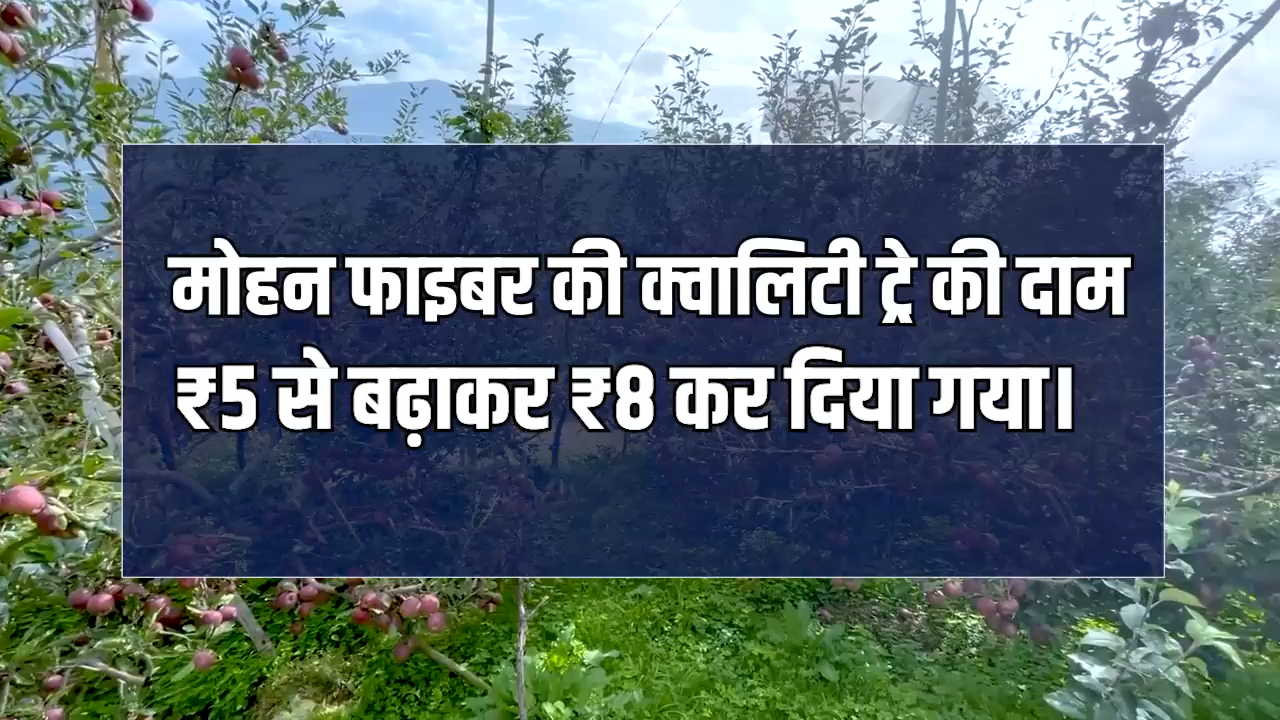 मोहन फाइबर की क्वालिटी ट्रे की दाम
₹5 से बढ़ाकर ₹8 कर दिया गया।